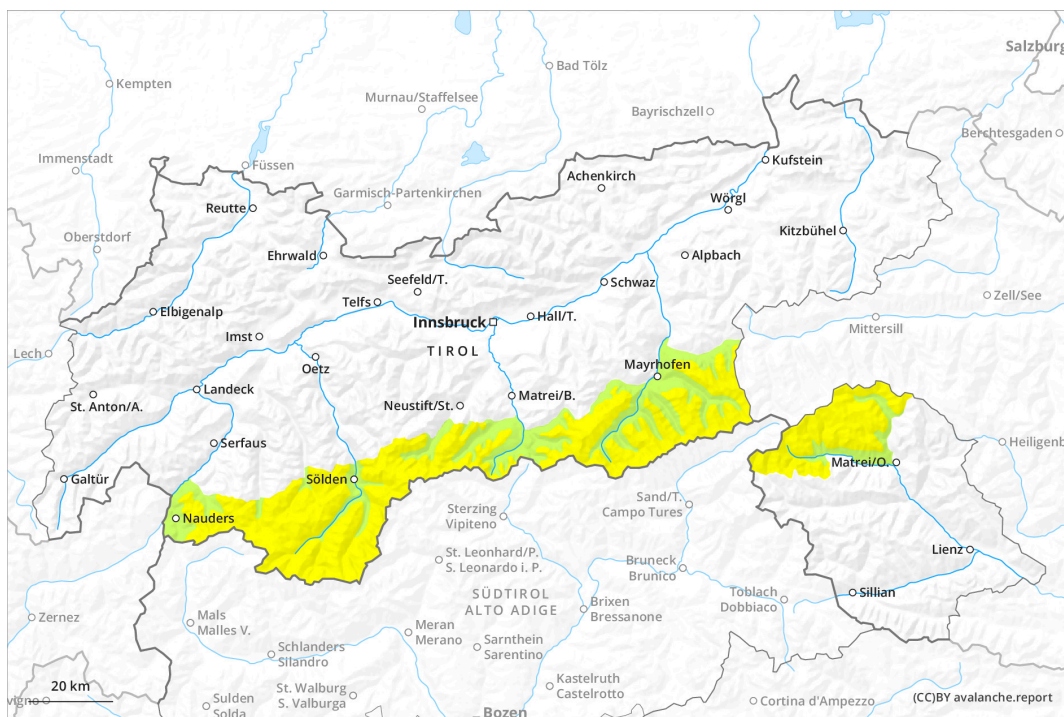 Salzburg
Kempten
Bad Tölz
Murnau/Staffelsee
Bayrischzell
Berchtesgaden
Immenstadt
Füssen
Kufstein
Achenkirch
Garmisch-Partenkirchen
Reutte
Wörgl
Oberstdorf
Kitzbühel
Ehrwald
Alpbach
Seefeld/T.
Schwaz
Zell/See
Telfs
Elbigenalp
Innsbruck
Hall/T.
Mittersill
Imst
Lech
TIROL
Oetz
Mayrhofen
Landeck
St. Anton/A.
Neustift/St.
Matrei/B.
Serfaus
Heiligenb
Matrei/O.
Galtür
Sölden
Sand/T.
Campo Tures
Sterzing
Vipiteno
Nauders
Lienz
St. Leonhard/P.
S. Leonardo i. P.
Bruneck
Brunico
SÜDTIROL
ALTO ADIGE
Sillian
Toblach
Dobbiaco
Brixen
Bressanone
Zernez
Mals
Malles V.
Meran
Merano
Sarnthein
Sarentino
Schlanders
Silandro
Kastelruth
Castelrotto
20 km
St. Walburg
S. Valburga
vigno
Sulden
Solda
Cortina d'Ampezzo
(CC)BY avalanche.report
Bozen